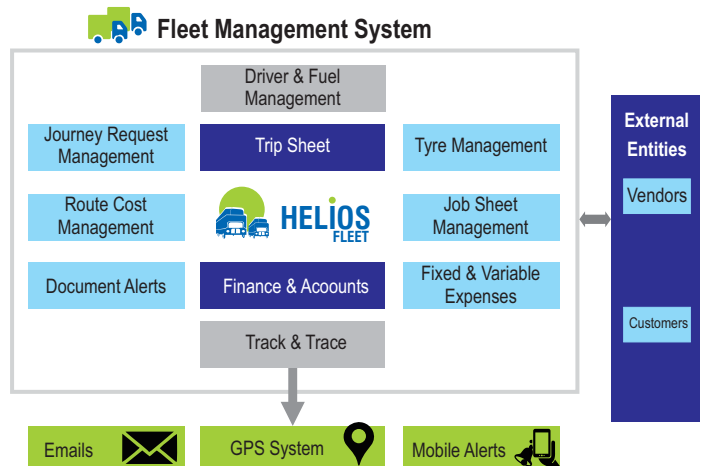 Fleet Management System
Driver & Fuel
Management
Journey Request
Management
Trip Sheet
Tyre Management
Route Cost
Management
HELiOS
FLEET
Job Sheet
Management
Document Alerts
Finance & Acoounts
Fixed & Variable
Expenses
Track & Trace
External
Entities
Vendors
Customers
Emails
GPS System
Mobile Alerts